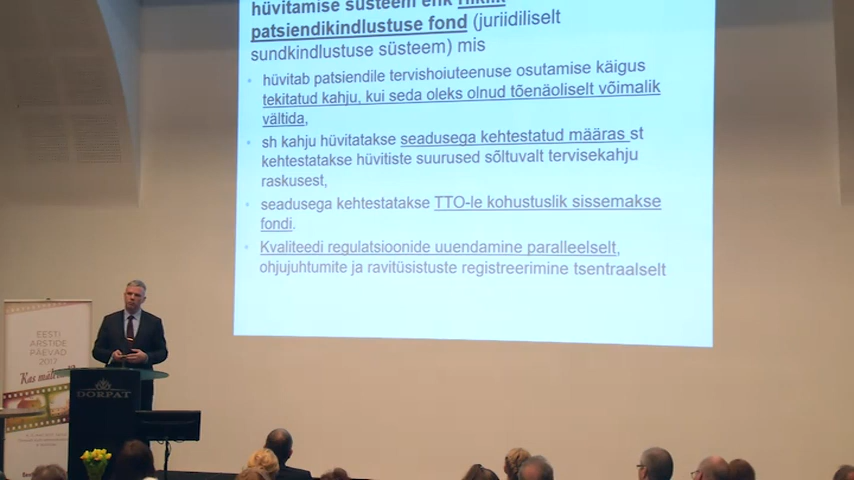 hüvitamise süsteem ehk riiklik
patsiendikindlustuse fond (juriidiliselt
sundkindlustuse süsteem) mis
hüvitab patsiendile tervishoiuteenuse osutamise käigus
tekitatud kahju, kui seda oleks olnud tõenäoliselt võimalik
vältida,
sh kahju hüvitatakse seadusega kehtestatud määras st
kehtestatakse hüvitiste suurused sõltuvalt tervisekahju
raskusest,
seadusega kehtestatakse TTO-le kohustuslik sissemakse
fondi.
Kvaliteedi regulatsioonide uuendamine paralleelselt,
ohjujuhtumite ja ravitüsistuste registreerimine tsentraalselt
EESTI
ARSTIDE
PÄEVAD
2017
DORPAT